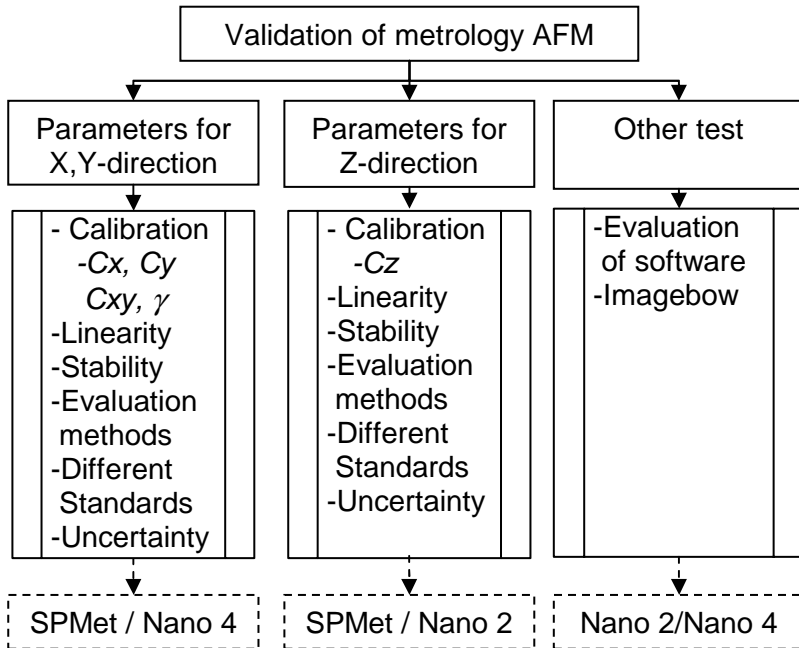 Validation of metrology AFM
Parameters for
X,Y-direction
Parameters for
Z-direction
Other test
- Calibration
-Cx, Cy
Cxy, γ
-Linearity
-Stability
-Evaluation
methods
-Different
Standards
-Uncertainty
- Calibration
-Cz
-Linearity
-Stability
-Evaluation
methods
-Different
Standards
-Uncertainty
-Evaluation
of software
-Imagebow
SPMet / Nano 4
SPMet / Nano 2
Nano 2/Nano 4